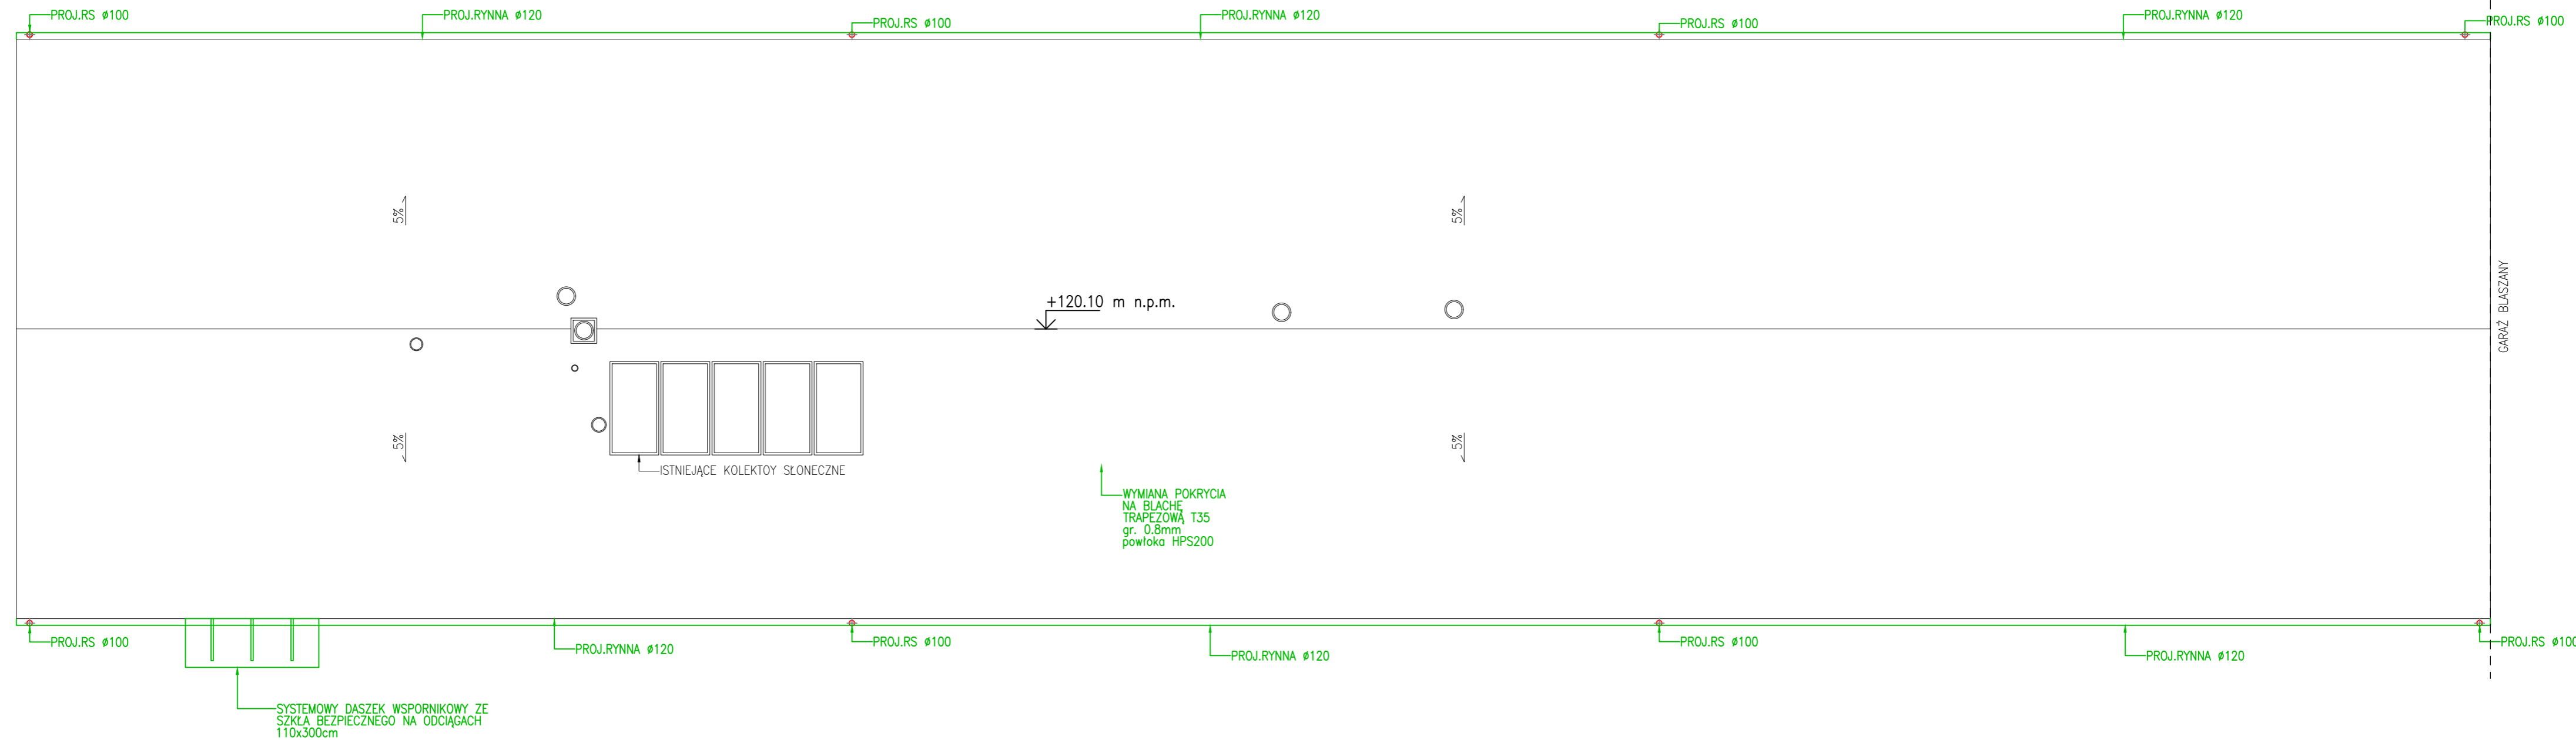 PROJ.RS ø100
PROJ.RYNNA ø120
PROJ.RS ø100
PROJ.RYNNA ø120
PROJ.RS ø100
PROJ.RYNNA ø120
PROJ.RS ø100
5%
5%
GARAŻ BLASZANY
+120.10 m n.p.m.
5%
5%
ISTNIEJĄCE KOLEKTOY SŁONECZNE
WYMIANA POKRYCIA
NA BLACHĘ
TRAPEZOWĄ T35
gr. 0.8mm
powłoka HPS200
PROJ.RS ø100
PROJ.RYNNA ø120
PROJ.RS ø100
PROJ.RYNNA ø120
PROJ.RS ø100
PROJ.RYNNA ø120
PROJ.RS ø100
SYSTEMOWY DASZEK WSPORNIKOWY ZE
SZKŁA BEZPIECZNEGO NA ODCIĄGACH
110x300cm